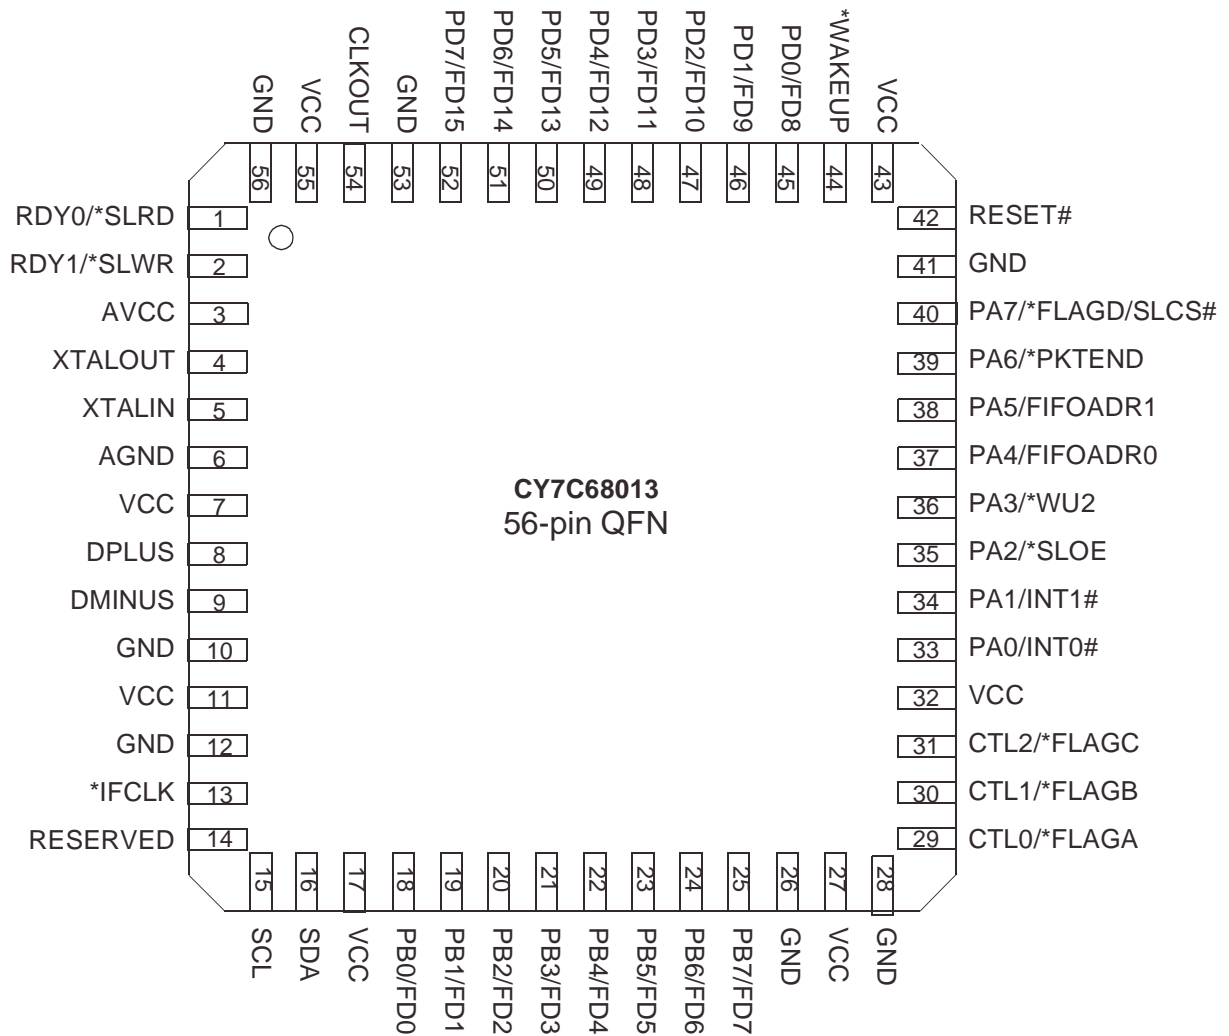 GND
VCC
CLKOUT
GND
PD7/FD15
PD6/FD14
PD5/FD13
PD4/FD12
PD3/FD11
PD2/FD10
PD1/FD9
PD0/FD8
*WAKEUP
VCC
56
55
54
53
52
51
50
49
48
47
46
45
44
43
RDY0/*SLRD 1
42 RESET#
RDY1/*SLWR 2
41 GND
AVCC 3
40 PA7/*FLAGD/SLCS#
XTALOUT 4
39 PA6/*PKTEND
XTALIN 5
38 PA5/FIFOADR1
AGND 6
37 PA4/FIFOADR0
CY7C68013
56-pin QFN
VCC 7
36 PA3/*WU2
DPLUS 8
35 PA2/*SLOE
DMINUS 9
34 PA1/INT1#
GND 10
33 PA0/INT0#
VCC 11
32 VCC
GND 12
31 CTL2/*FLAGC
*IFCLK 13
30 CTL1/*FLAGB
RESERVED 14
29 CTL0/*FLAGA
15
16
17
18
19
20
21
22
23
24
25
26
27
28
SCL
SDA
VCC
PB0/FD0
PB1/FD1
PB2/FD2
PB3/FD3
PB4/FD4
PB5/FD5
PB6/FD6
PB7/FD7
GND
VCC
GND